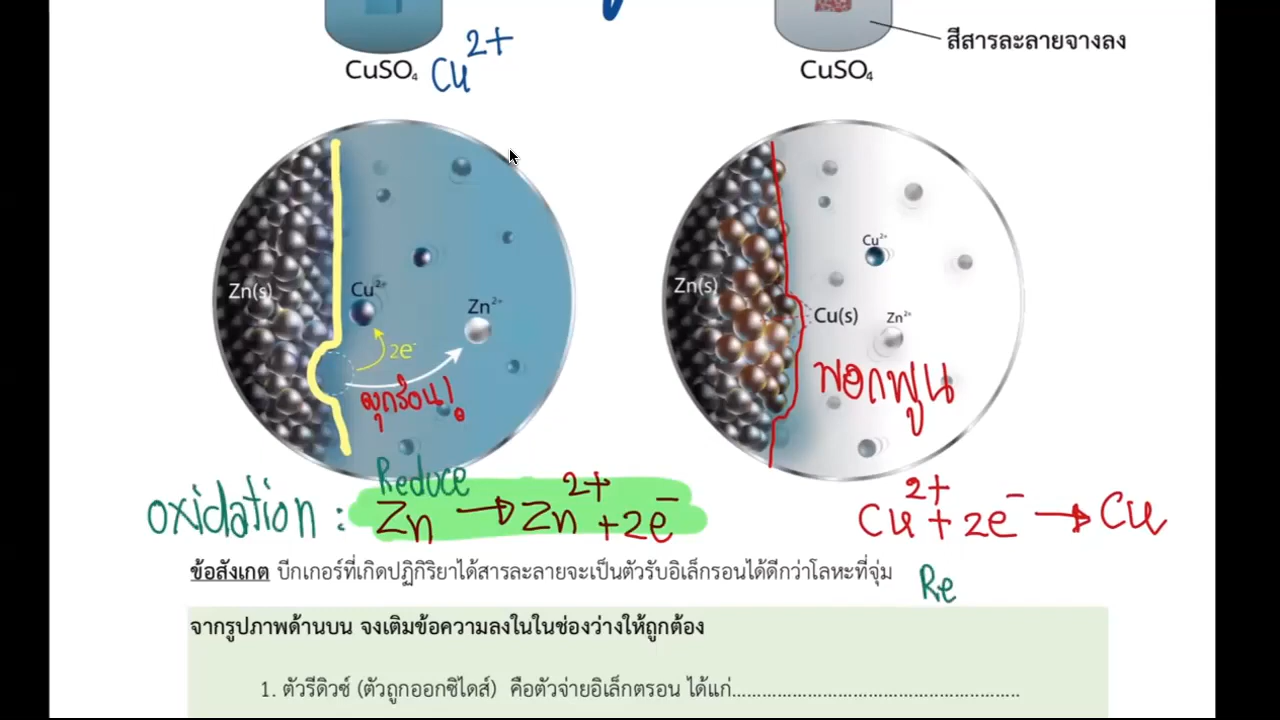 สีสารละลายจางลง
CuSO₄ Cu²⁺
CuSO₄
Zn(s)
Cu²⁺
Zn²⁺
2e⁻
ผุกร่อน!
Zn(s)
Cu²⁺
Cu(s)
Zn²⁺
พอกพูน
Reduce
oxidation : Zn → Zn²⁺ + 2e⁻
Cu²⁺ + 2e⁻ → Cu
ข้อสังเกต บีกเกอร์ที่เกิดปฏิกิริยาได้สารละลายจะเป็นตัวรับอิเล็กรอนได้ดีกว่าโลหะที่จุ่ม
Re
จากรูปภาพด้านบน จงเติมข้อความลงในในช่องว่างให้ถูกต้อง
1. ตัวรีดิวซ์ (ตัวถูกออกซิไดส์) คือตัวจ่ายอิเล็กตรอน ได้แก่............................................................